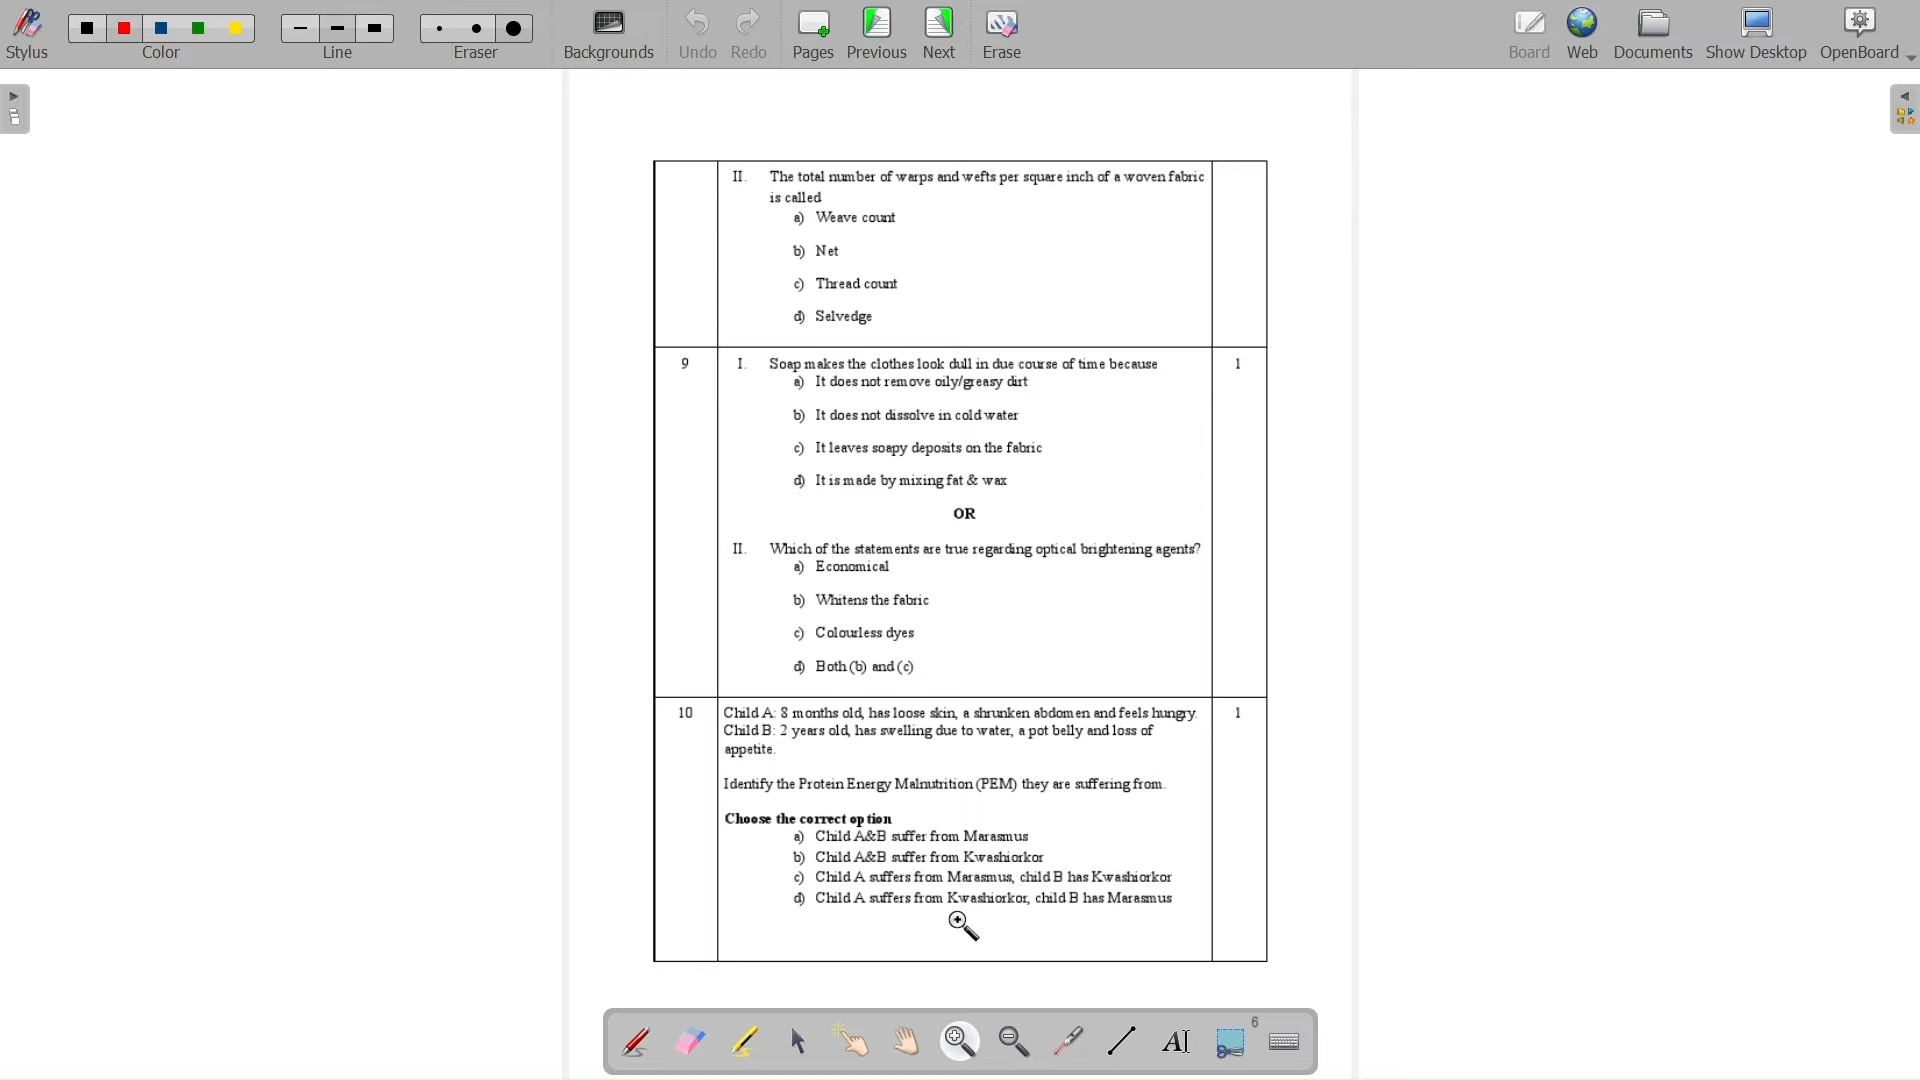 Stylus
Color
Line
Eraser
Backgrounds
Undo
Redo
Pages
Previous
Next
Erase
Board
Web
Documents
Show Desktop
OpenBoard
II. The total number of warps and wefts per square inch of a woven fabric
is called
a) Weave count
b) Net
c) Thread count
d) Selvedge
9 I. Soap makes the clothes look dull in due course of time because 1
a) It does not remove oily/greasy dirt
b) It does not dissolve in cold water
c) It leaves soapy deposits on the fabric
d) It is made by mixing fat & wax
OR
II. Which of the statements are true regarding optical brightening agents?
a) Economical
b) Whitens the fabric
c) Colourless dyes
d) Both (b) and (c)
10 Child A: 8 months old, has loose skin, a shrunken abdomen and feels hungry. 1
Child B: 2 years old, has swelling due to water, a pot belly and loss of
appetite.
Identify the Protein Energy Malnutrition (PEM) they are suffering from.
Choose the correct option
a) Child A&B suffer from Marasmus
b) Child A&B suffer from Kwashiorkor
c) Child A suffers from Marasmus, child B has Kwashiorkor
d) Child A suffers from Kwashiorkor, child B has Marasmus
AI
6